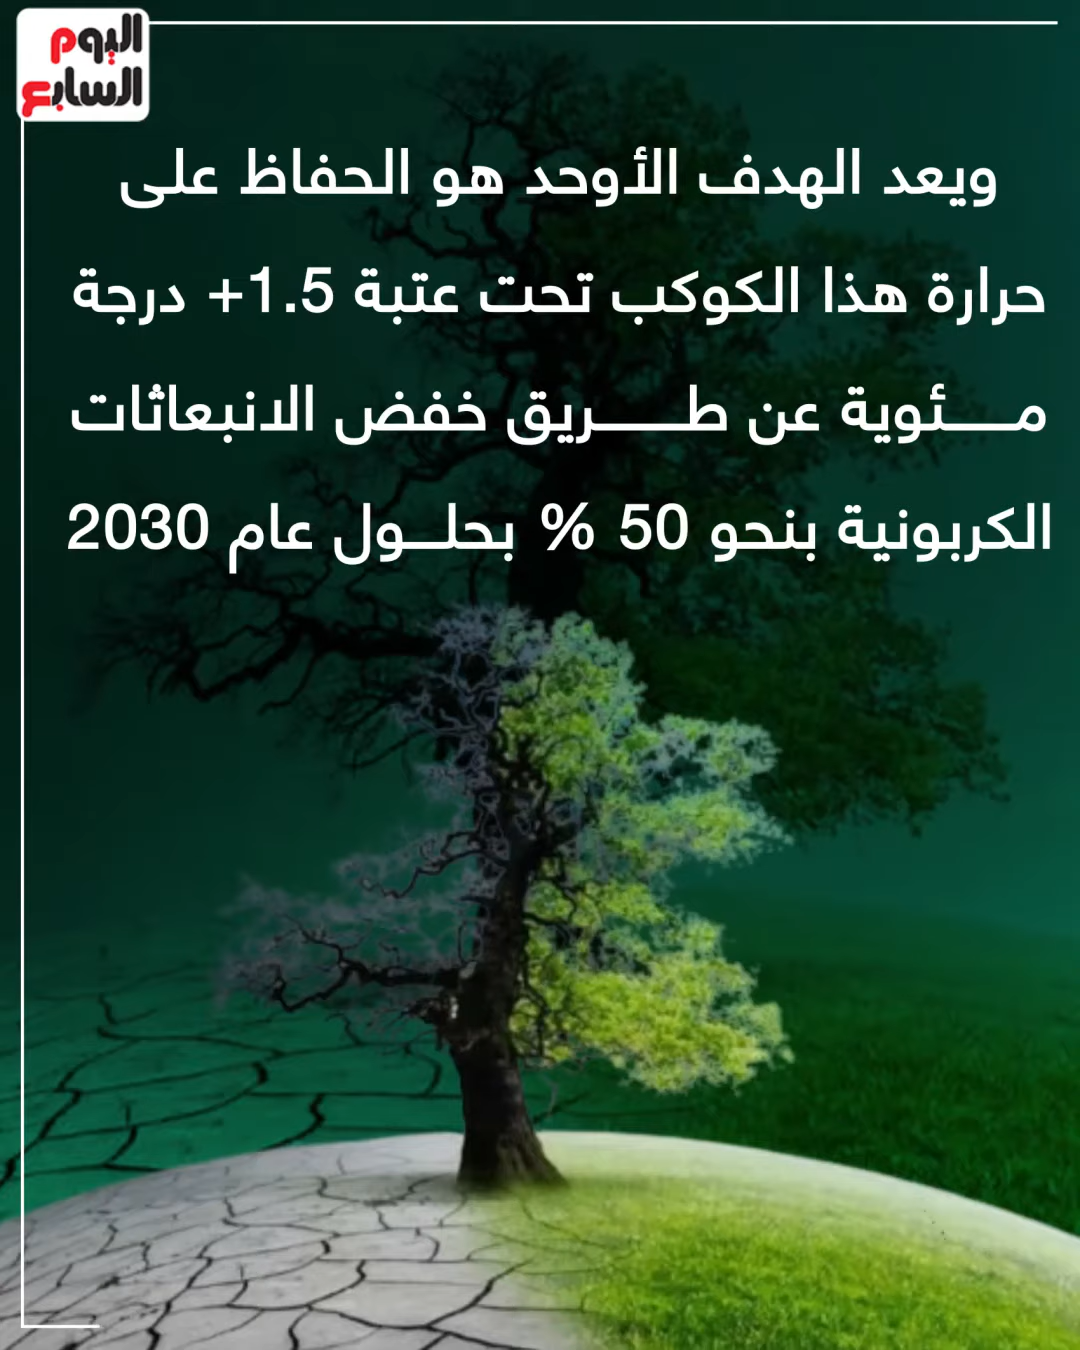 اليوم
السابع
ويعد الهدف الأوحد هو الحفاظ على
حرارة هذا الكوكب تحت عتبة 1.5+ درجة
مـــئوية عن طـــــريق خفض الانبعاثات
الكربونية بنحو 50 % بحلـــول عام 2030